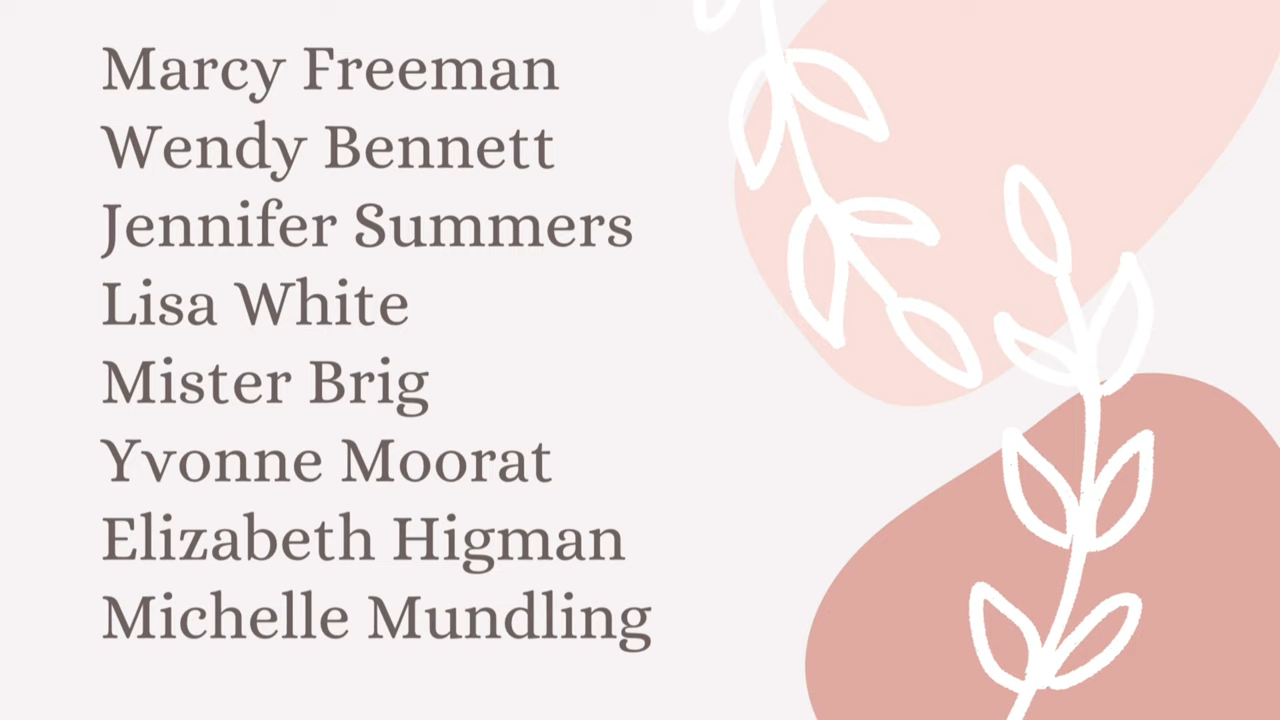 Marcy Freeman
Wendy Bennett
Jennifer Summers
Lisa White
Mister Brig
Yvonne Moorat
Elizabeth Higman
Michelle Mundling